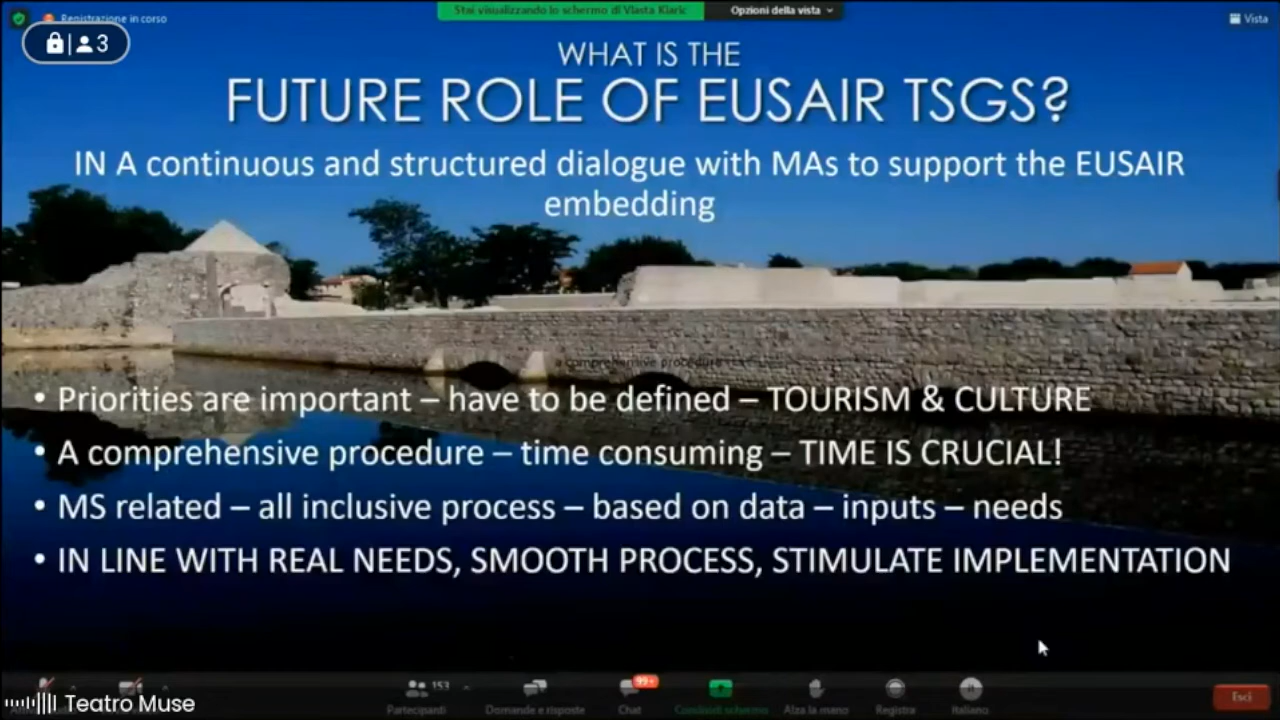 Registrazione in corso
Stai visualizzando lo schermo di Vlasta Klaric
Opzioni della vista
Vista
3
WHAT IS THE
FUTURE ROLE OF EUSAIR TSGS?
IN A continuous and structured dialogue with MAs to support the EUSAIR
embedding
a comprehensive procedure
• Priorities are important – have to be defined – TOURISM & CULTURE
• A comprehensive procedure – time consuming – TIME IS CRUCIAL!
• MS related – all inclusive process – based on data – inputs – needs
• IN LINE WITH REAL NEEDS, SMOOTH PROCESS, STIMULATE IMPLEMENTATION
153
99+
Partecipanti
Domande e risposte
Chat
Condividi schermo
Alza la mano
Registra
Italiano
Esci
Teatro Muse